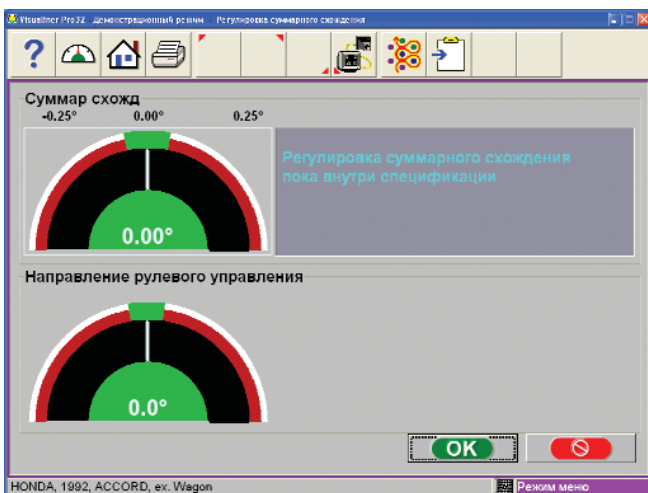 Visualiner Pro32 Демонстрационный режим - Регулировка суммарного схождения
?
Суммар схожд
-0.25° 0.00° 0.25°
Регулировка суммарного схождения
пока внутри спецификации
0.00°
Направление рулевого управления
0.0°
OK
HONDA, 1992, ACCORD, ex. Wagon
Режим меню